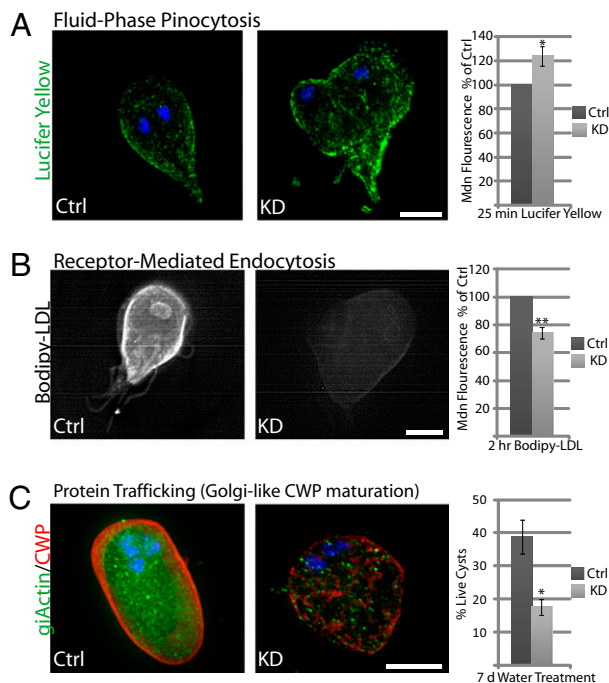 A
Fluid-Phase Pinocytosis
Lucifer Yellow
Ctrl
KD
Mdn Flourescence % of Ctrl
140
120
100
80
60
40
20
*
Ctrl
KD
25 min Lucifer Yellow
B
Receptor-Mediated Endocytosis
Bodipy-LDL
Ctrl
KD
Mdn Flourescence % of Ctrl
120
100
80
60
40
20
**
Ctrl
KD
2 hr Bodipy-LDL
C
Protein Trafficking (Golgi-like CWP maturation)
giActin/CWP
Ctrl
KD
% Live Cysts
50
40
30
20
10
*
Ctrl
KD
7 d Water Treatment